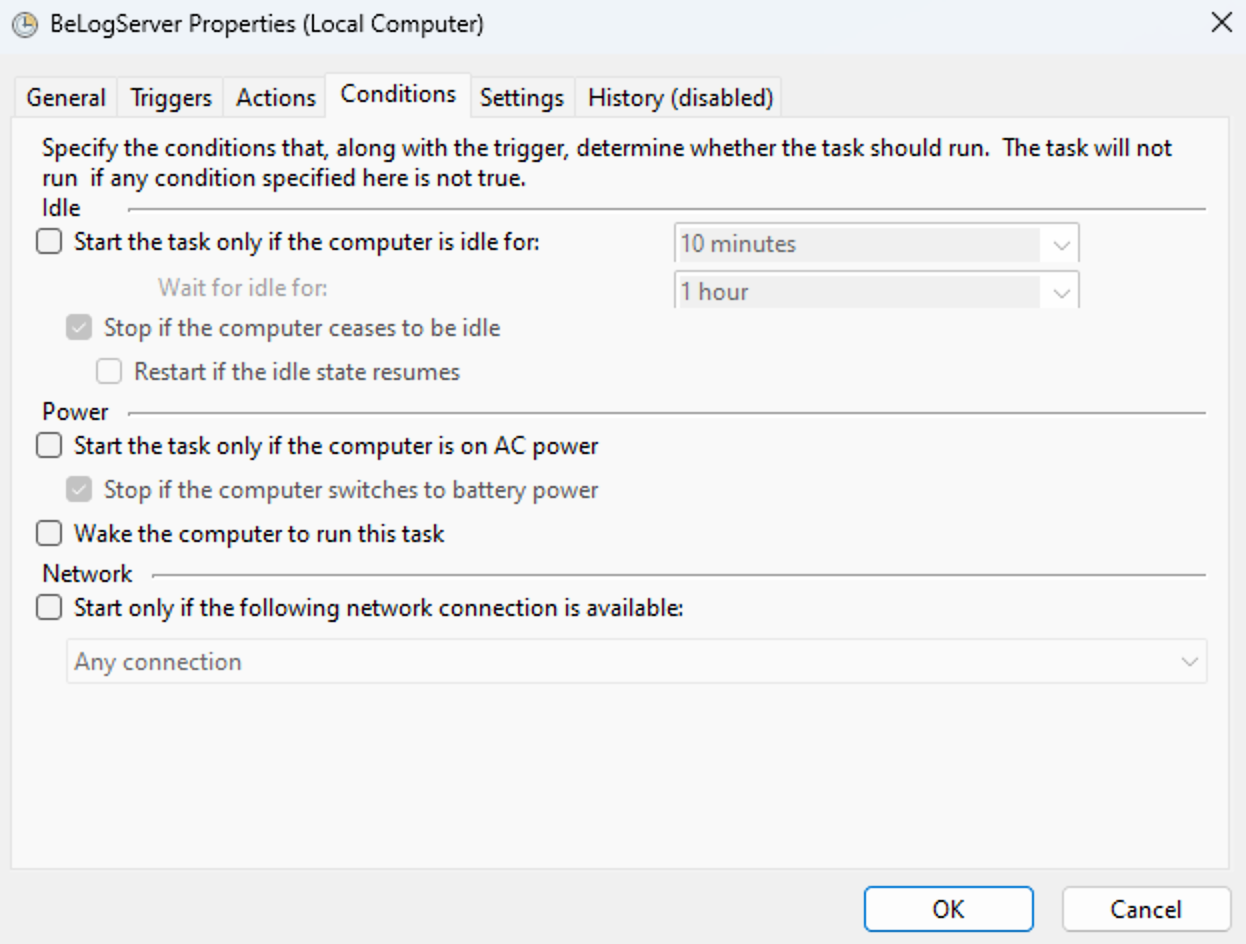 BeLogServer Properties (Local Computer)
General Triggers Actions Conditions Settings History (disabled)
Specify the conditions that, along with the trigger, determine whether the task should run.  The task will not
run  if any condition specified here is not true.
Idle
Start the task only if the computer is idle for: 10 minutes
Wait for idle for: 1 hour
Stop if the computer ceases to be idle
Restart if the idle state resumes
Power
Start the task only if the computer is on AC power
Stop if the computer switches to battery power
Wake the computer to run this task
Network
Start only if the following network connection is available:
Any connection
OK Cancel